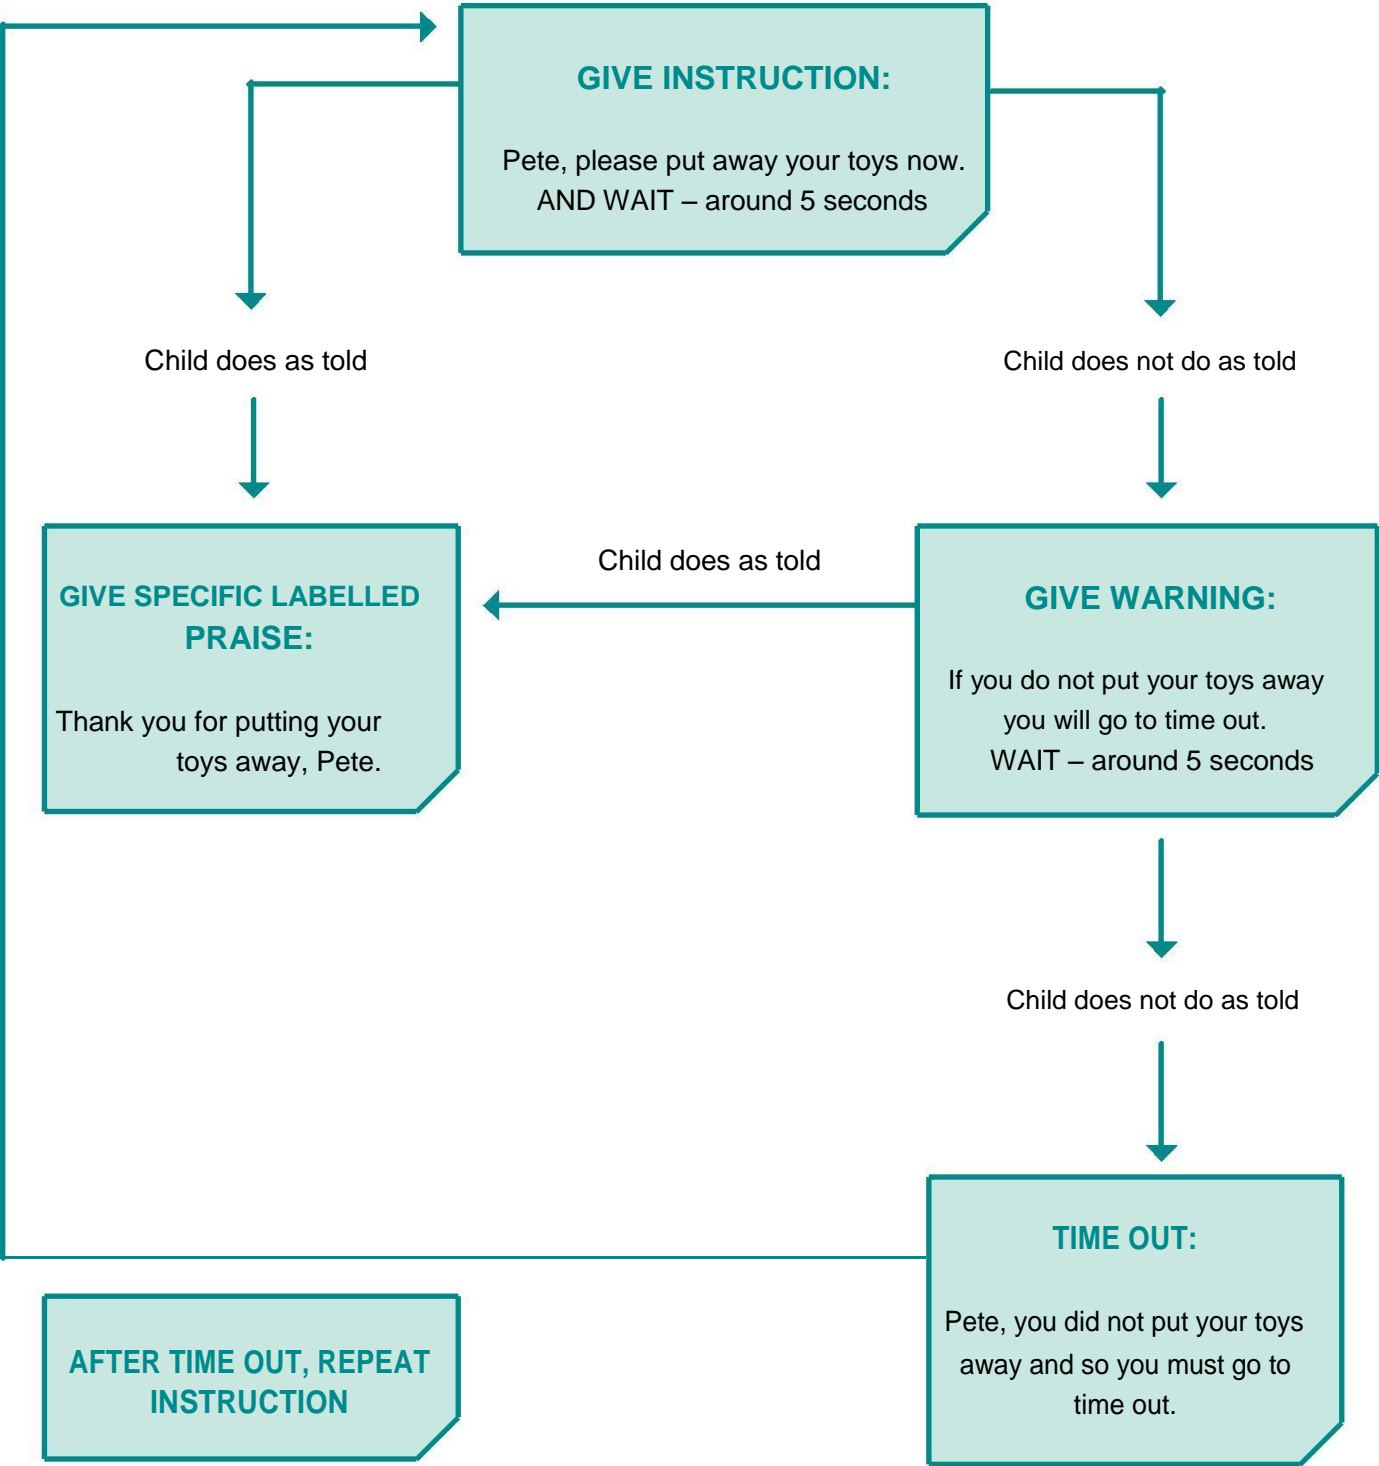 GIVE INSTRUCTION:
Pete, please put away your toys now.
AND WAIT – around 5 seconds
Child does as told
Child does not do as told
GIVE SPECIFIC LABELLED
PRAISE:
Thank you for putting your
toys away, Pete.
Child does as told
GIVE WARNING:
If you do not put your toys away
you will go to time out.
WAIT – around 5 seconds
Child does not do as told
TIME OUT:
Pete, you did not put your toys
away and so you must go to
time out.
AFTER TIME OUT, REPEAT
INSTRUCTION